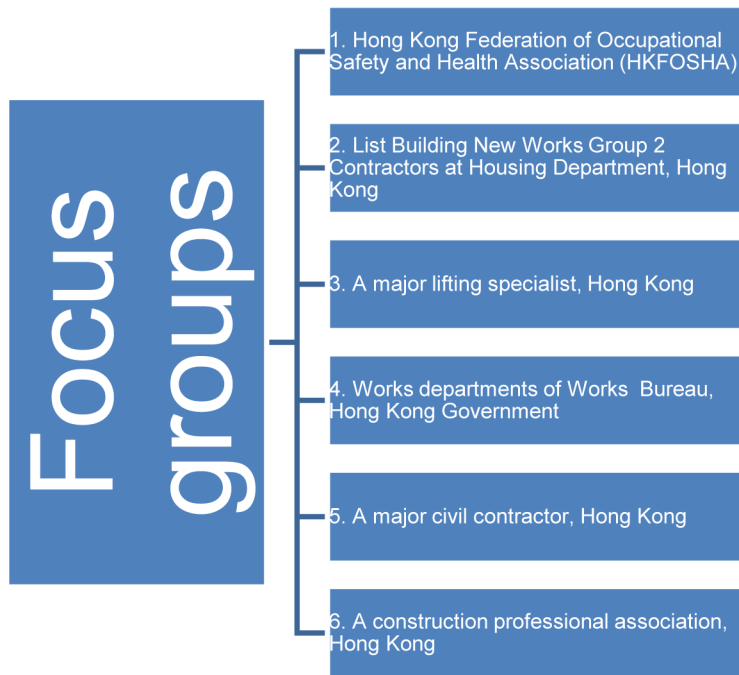 Focus
groups
1. Hong Kong Federation of Occupational
Safety and Health Association (HKFOSHA)
2. List Building New Works Group 2
Contractors at Housing Department, Hong
Kong
3. A major lifting specialist, Hong Kong
4. Works departments of Works  Bureau,
Hong Kong Government
5. A major civil contractor, Hong Kong
6. A construction professional association,
Hong Kong